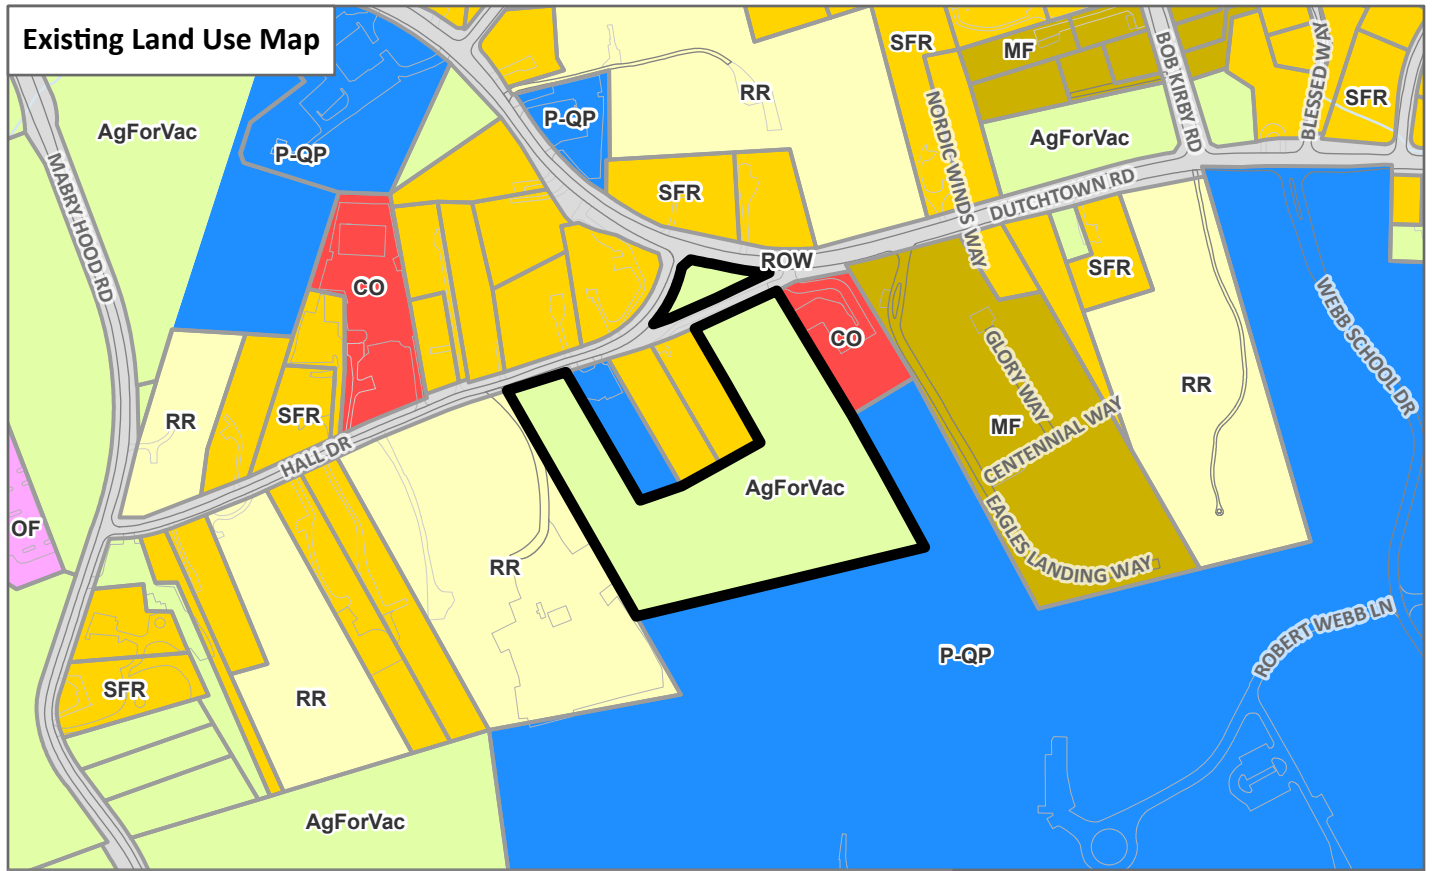 Existing Land Use Map
SFR
MF
BOB KIRBY RD
BLESSED WAY
RR
SFR
P-QP
AgForVac
NORDIC WINDS WAY
AgForVac
P-QP
MABRY HOOD RD
SFR
DUTCHTOWN RD
ROW
SFR
CO
CO
WEBB SCHOOL DR
GLORY WAY
RR
SFR
RR
MF
CENTENNIAL WAY
HALL DR
AgForVac
OF
EAGLES LANDING WAY
RR
ROBERT WEBB LN
P-QP
SFR
RR
AgForVac